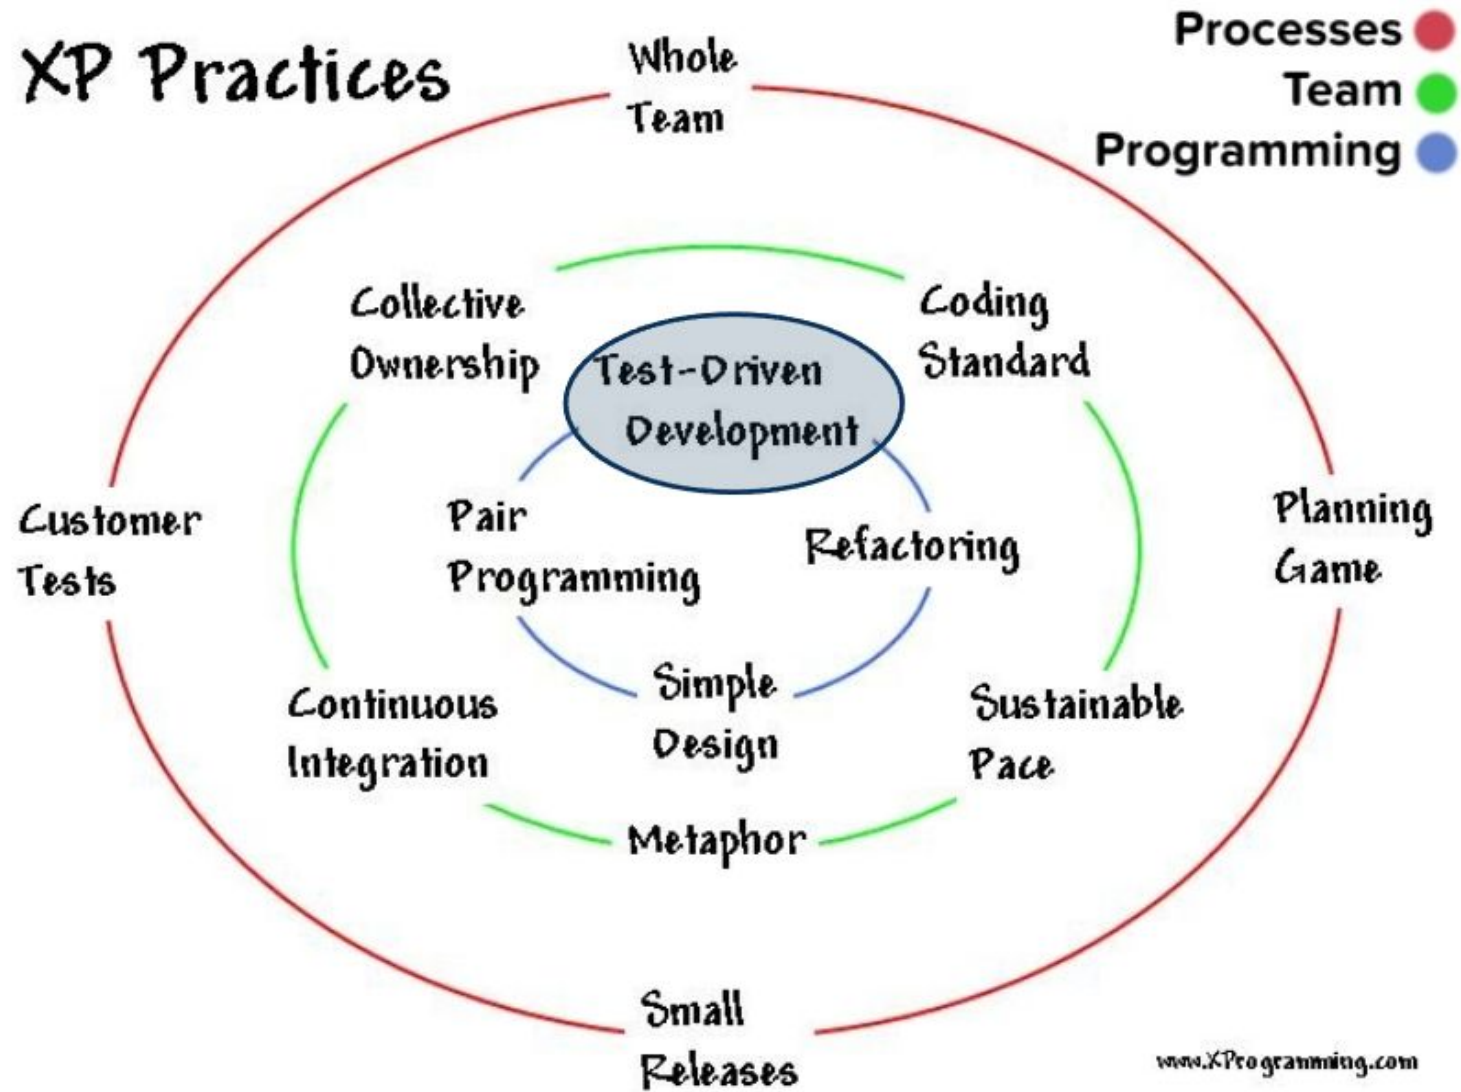 XP Practices
Processes
Team
Programming
Whole
Team
Collective
Ownership
Coding
Standard
Test-Driven
Development
Customer
Tests
Pair
Programming
Refactoring
Planning
Game
Continuous
Integration
Simple
Design
Sustainable
Pace
Metaphor
Small
Releases
www.XProgramming.com